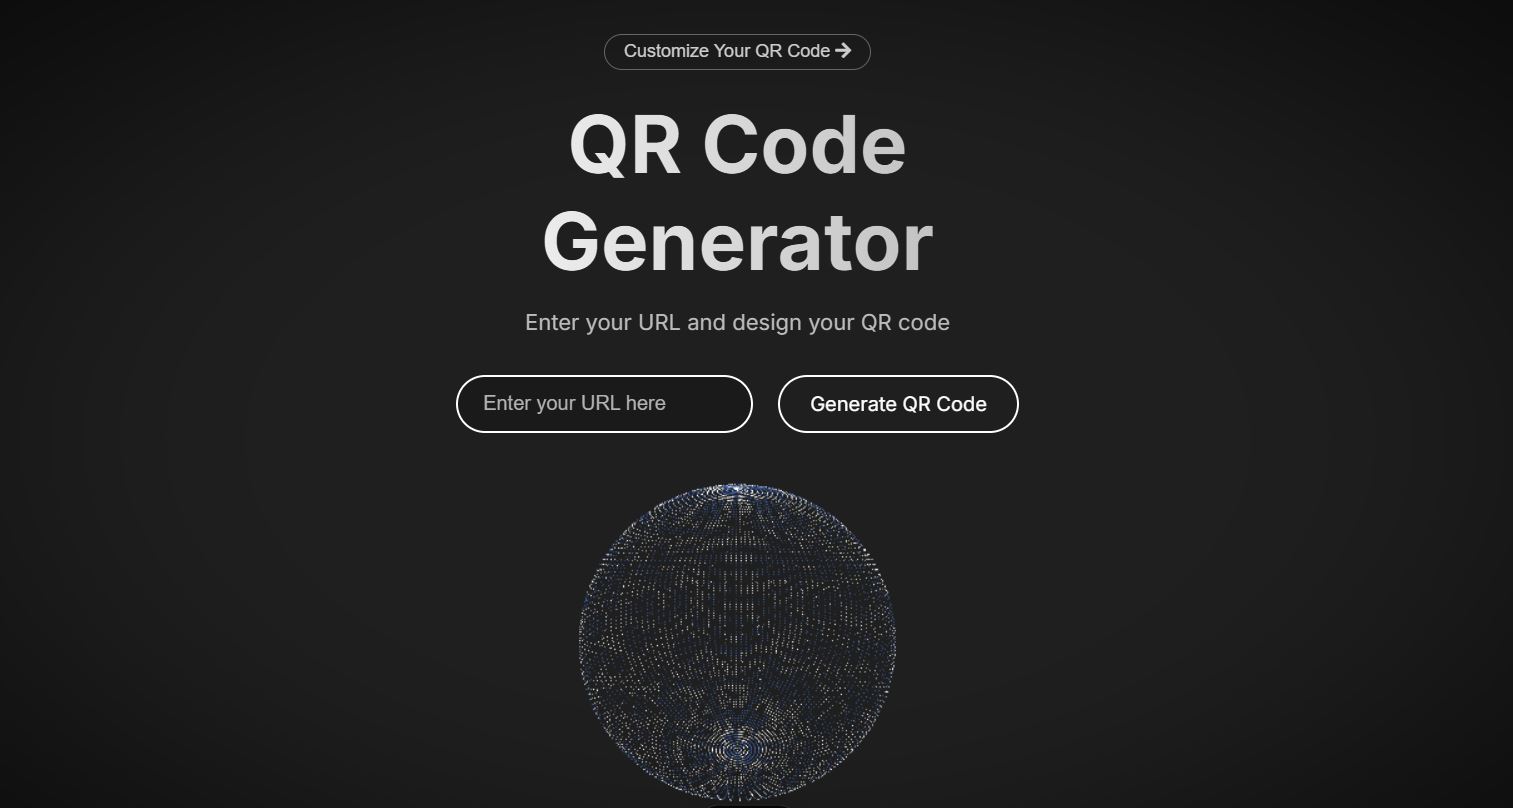 Customize Your QR Code →
QR Code
Generator
Enter your URL and design your QR code
Enter your URL here
Generate QR Code